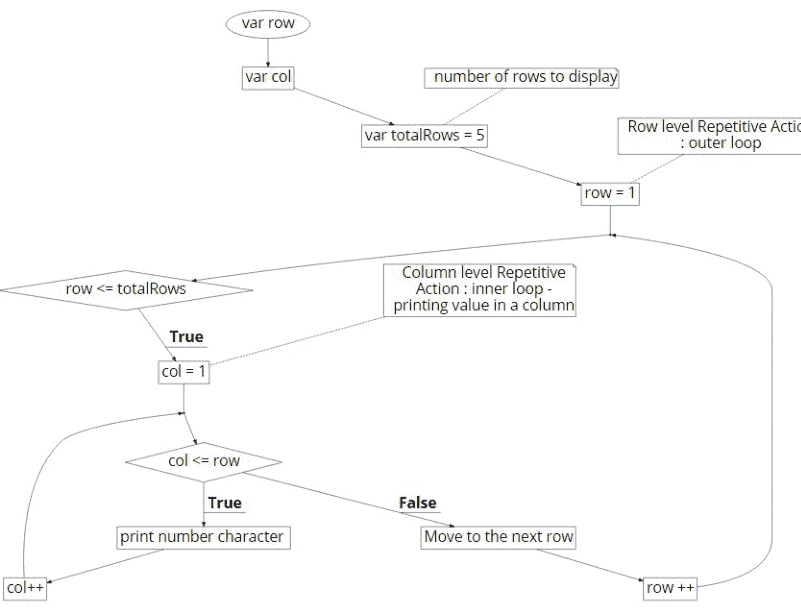 var row
var col
number of rows to display
var totalRows = 5
Row level Repetitive
: outer loop
row = 1
row <= totalRows
Column level Repetitive
Action : inner loop -
printing value in a column
True
col = 1
col <= row
True
False
print number character
Move to the next row
col++
row ++